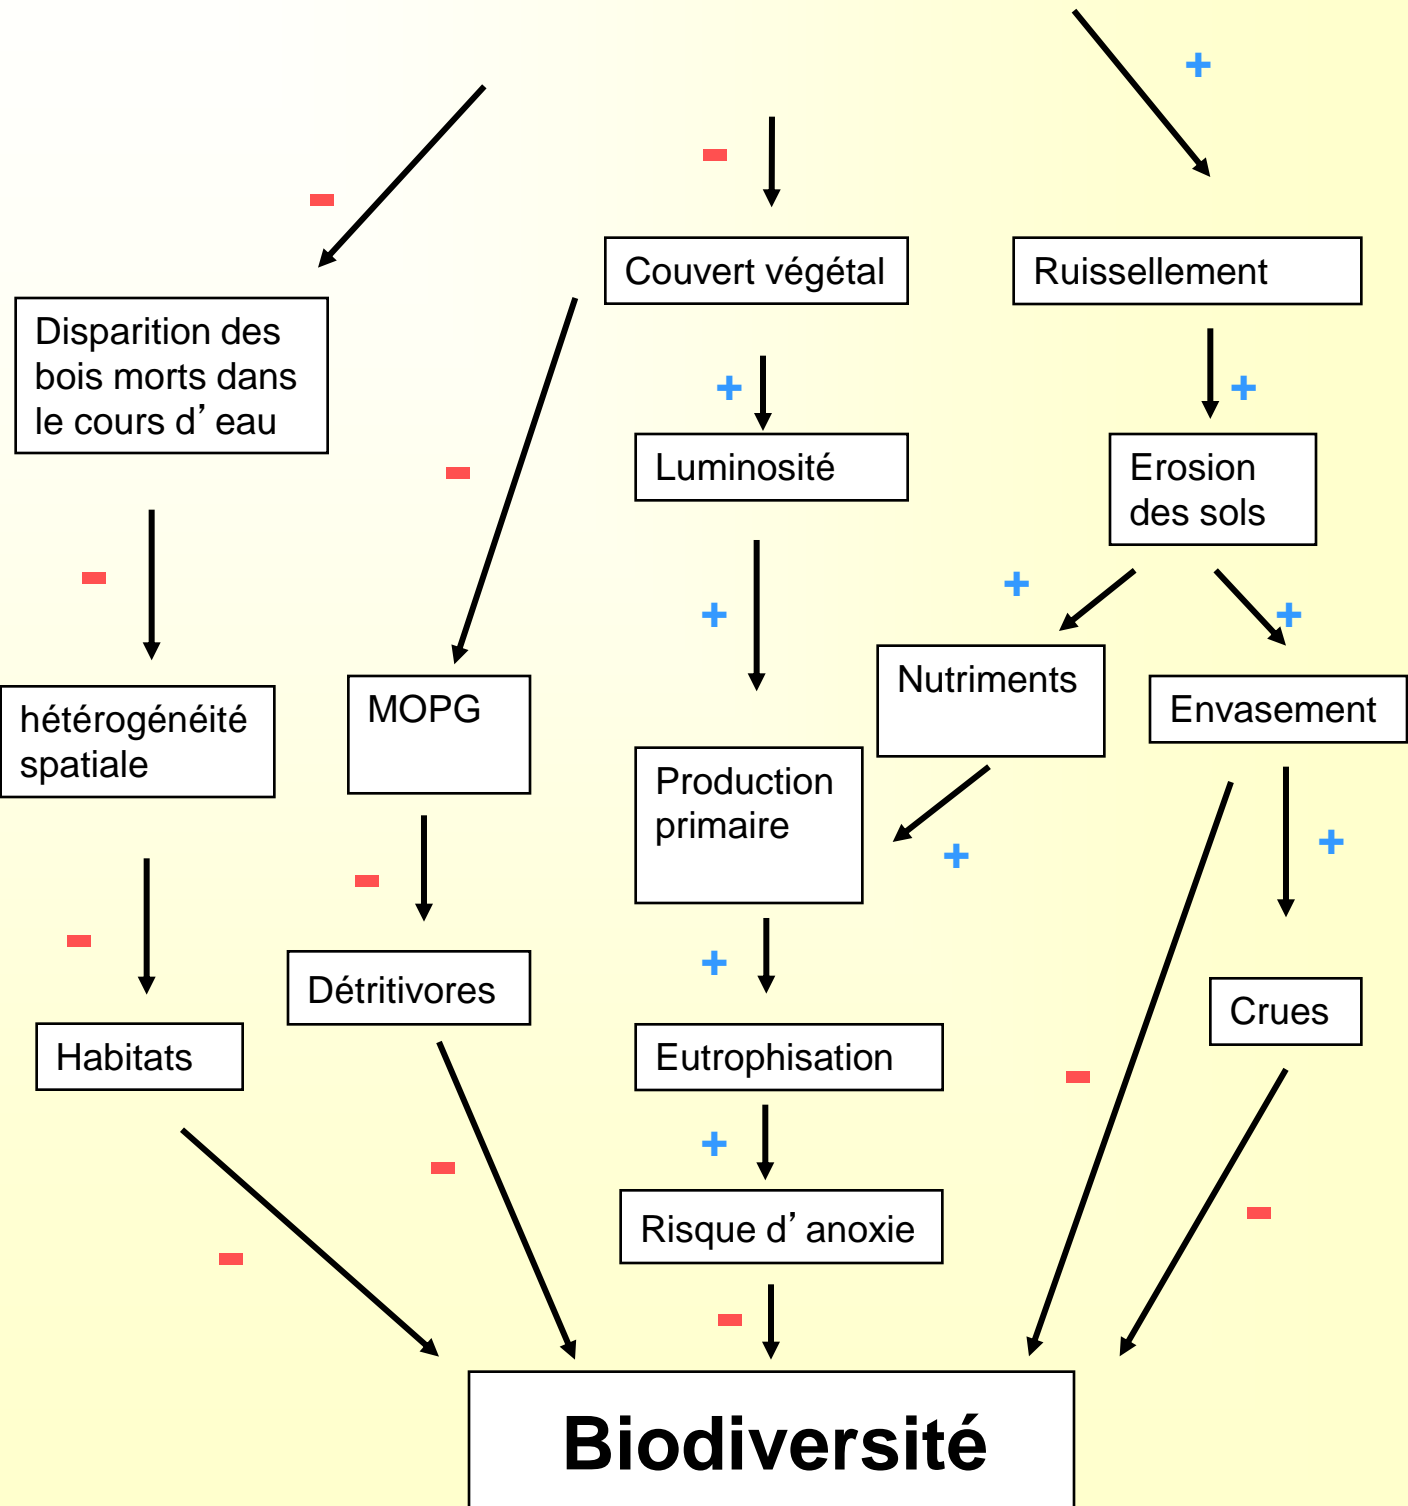 +
-
-
Couvert végétal
Ruissellement
Disparition des
bois morts dans
le cours d’ eau
+
+
Luminosité
Erosion
des sols
-
-
+
+
+
hétérogénéité
spatiale
MOPG
Nutriments
Envasement
Production
primaire
+
+
-
-
+
Détritivores
Crues
Habitats
Eutrophisation
-
+
-
-
Risque d’ anoxie
-
-
Biodiversité